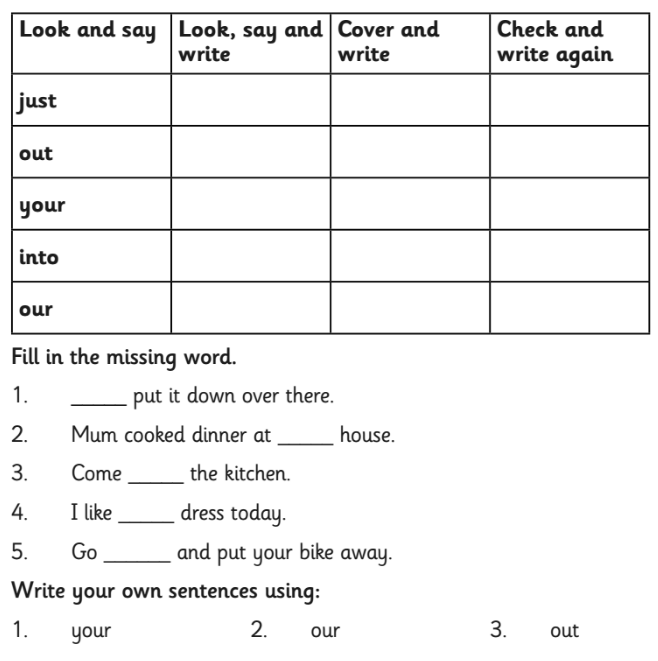 Look and say Look, say and write Cover and write Check and write again
just
out
your
into
our
Fill in the missing word.
1. _____ put it down over there.
2. Mum cooked dinner at _____ house.
3. Come _____ the kitchen.
4. I like _____ dress today.
5. Go ______ and put your bike away.
Write your own sentences using:
1. your 2. our 3. out